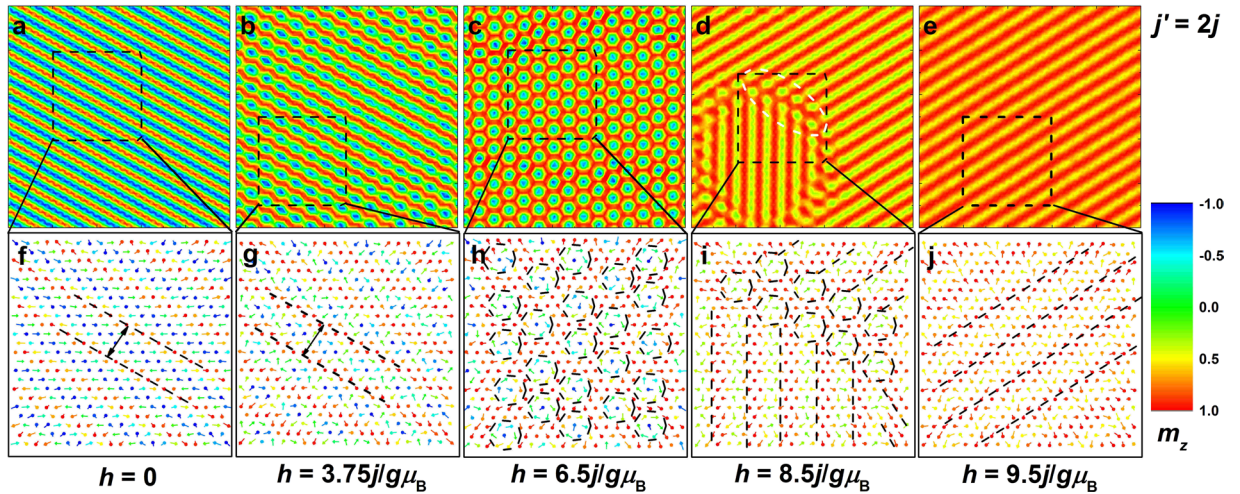 a b c d e j′ = 2j
f g h i j
-1.0
-0.5
0.0
0.5
1.0
m_z
h = 0 h = 3.75j/gμ_B h = 6.5j/gμ_B h = 8.5j/gμ_B h = 9.5j/gμ_B